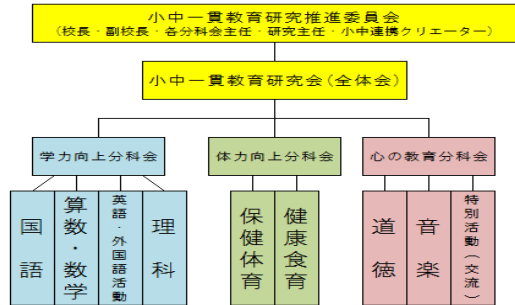 小中一貫教育研究推進委員会
(校長・副校長・各分科会主任・研究主任・小中連携クリエーター)
小中一貫教育研究会(全体会)
学力向上分科会
体力向上分科会
心の教育分科会
国語
算数・数学
英語・外国語活動
理科
保健体育
健康食育
道徳
音楽
特別活動(交流)